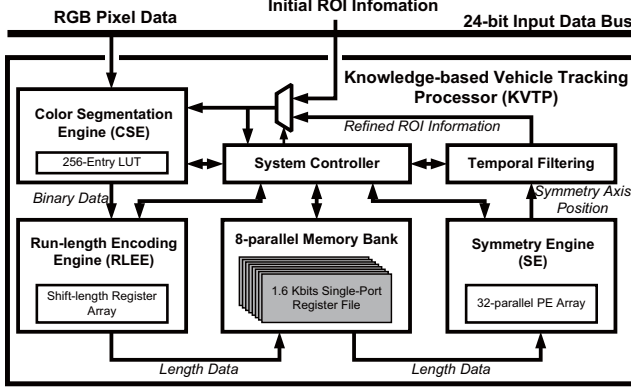 Initial ROI Infomation
RGB Pixel Data
24-bit Input Data Bus
Knowledge-based Vehicle Tracking
Processor (KVTP)
Color Segmentation
Engine (CSE)
256-Entry LUT
Refined ROI Information
System Controller
Temporal Filtering
Binary Data
Symmetry Axis
Position
Run-length Encoding
Engine (RLEE)
Shift-length Register
Array
8-parallel Memory Bank
1.6 Kbits Single-Port
Register File
Symmetry Engine
(SE)
32-parallel PE Array
Length Data
Length Data